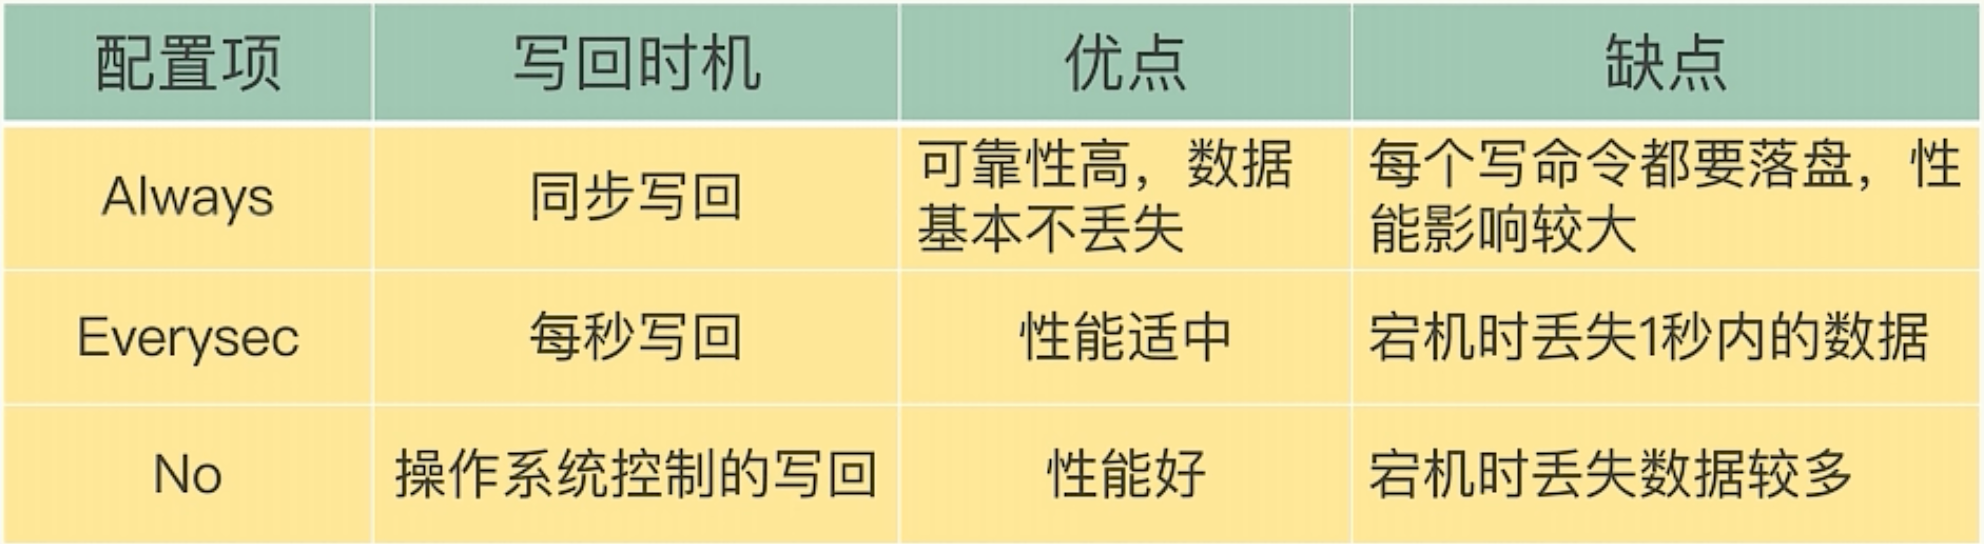 配置项 写回时机 优点 缺点
Always 同步写回 可靠性高，数据 每个写命令都要落盘，性
基本不丢失 能影响较大
Everysec 每秒写回 性能适中 宕机时丢失1秒内的数据
No 操作系统控制的写回 性能好 宕机时丢失数据较多